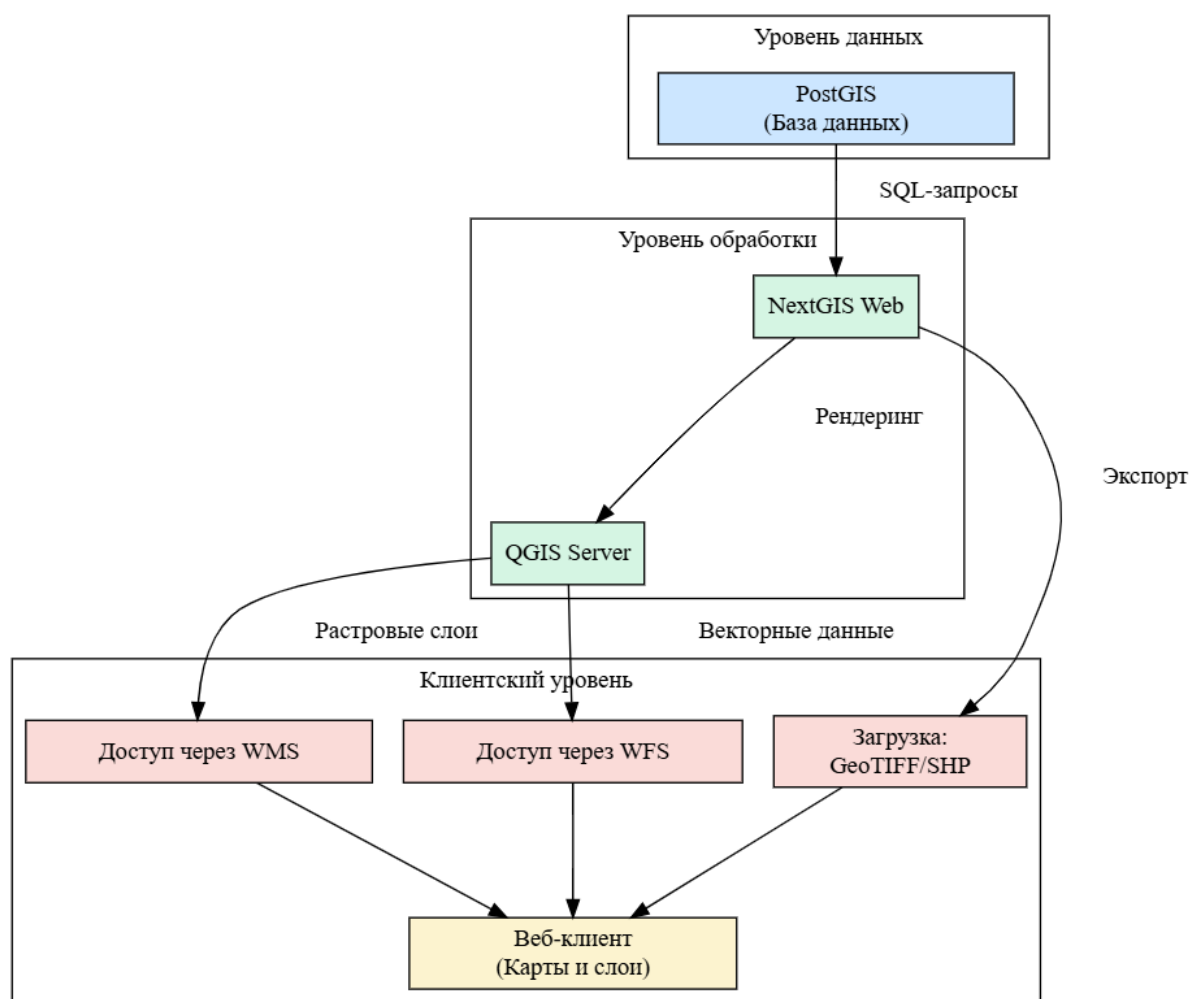 Уровень данных
PostGIS
(База данных)
SQL-запросы
Уровень обработки
NextGIS Web
Рендеринг
Экспорт
QGIS Server
Растровые слои
Векторные данные
Клиентский уровень
Доступ через WMS
Доступ через WFS
Загрузка:
GeoTIFF/SHP
Веб-клиент
(Карты и слои)